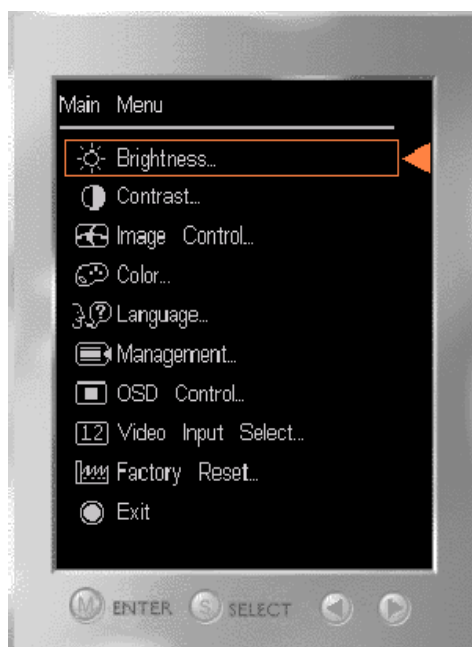 Main Menu
Brightness...
Contrast...
Image Control...
Color...
Language...
Management...
OSD Control...
12 Video Input Select...
Factory Reset...
Exit
M ENTER S SELECT